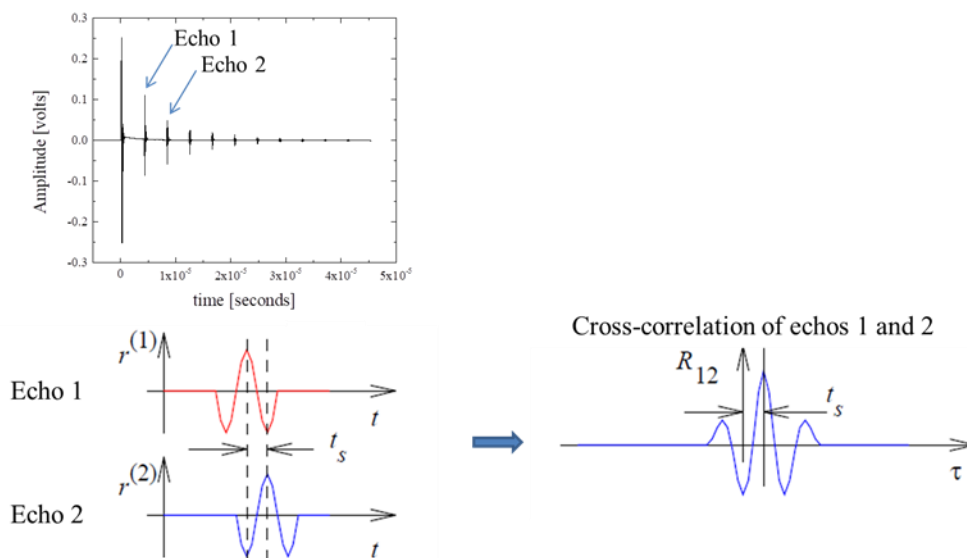 0.3
0.2
0.1
0.0
-0.1
-0.2
-0.3
Amplitude [volts]
Echo 1
Echo 2
0 1x10-5 2x10-5 3x10-5 4x10-5 5x10-5
time [seconds]
Echo 1
r(1)
t
ts
Echo 2
r(2)
t
Cross-correlation of echos 1 and 2
R12
ts
τ